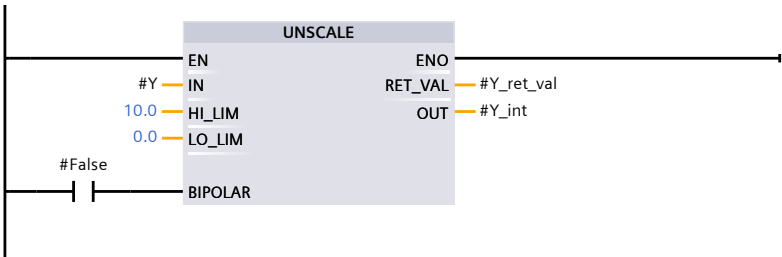 UNSCALE
EN ENO
#Y IN RET_VAL #Y_ret_val
10.0 HI_LIM OUT #Y_int
0.0 LO_LIM
#False
BIPOLAR